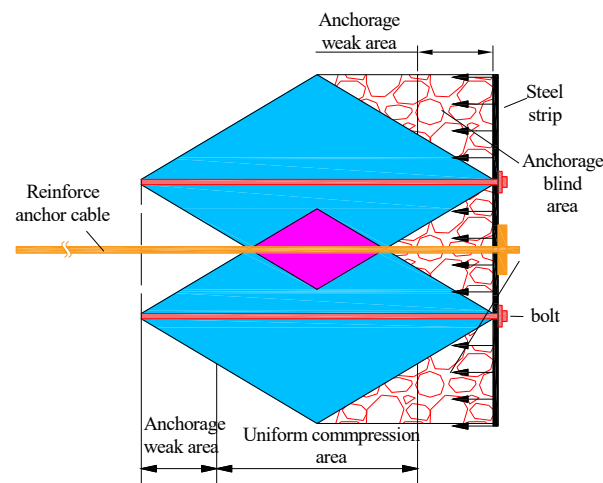 Anchorage
weak area
Steel
strip
Anchorage
blind
area
Reinforce
anchor cable
bolt
Anchorage
weak area
Uniform commpression
area